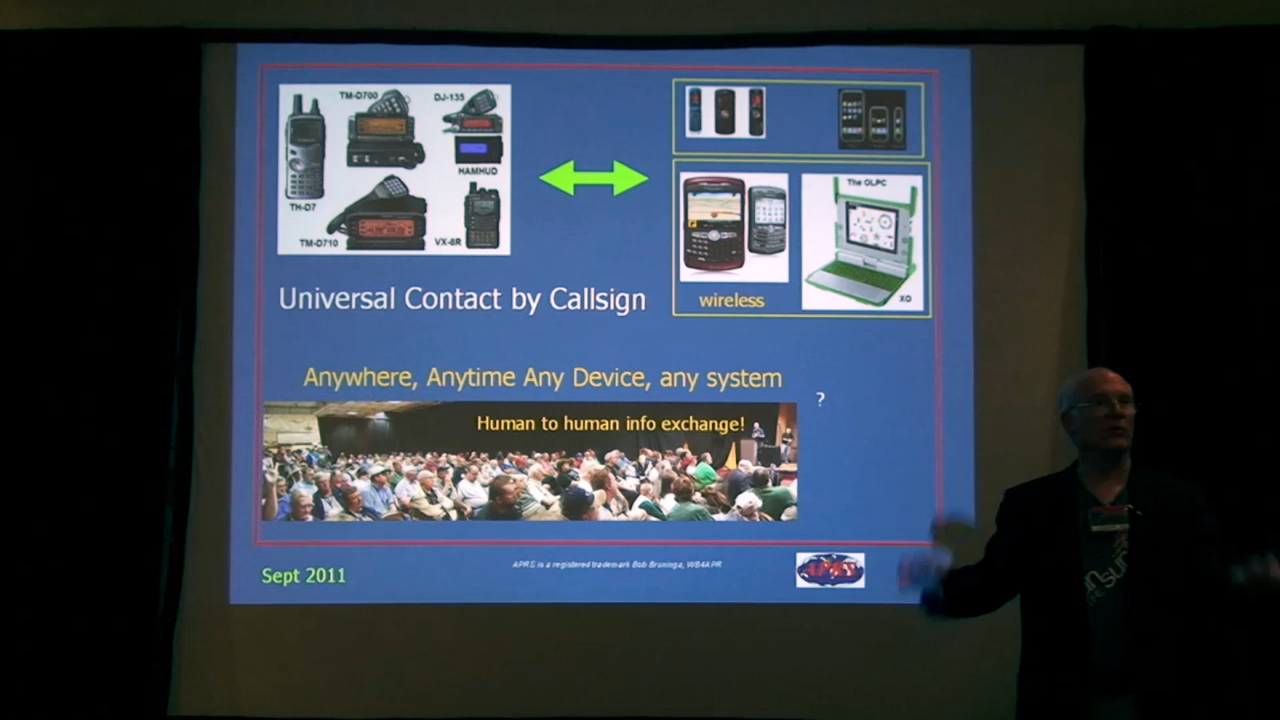 TM-D700
DJ-135
HAMHUD
TH-D7
TM-D710
VX-8R
The OLPC
XO
wireless
Universal Contact by Callsign
Anywhere, Anytime Any Device, any system
?
Human to human info exchange!
Sept 2011
APRS is a registered trademark Bob Bruninga, WB4APR
APRS